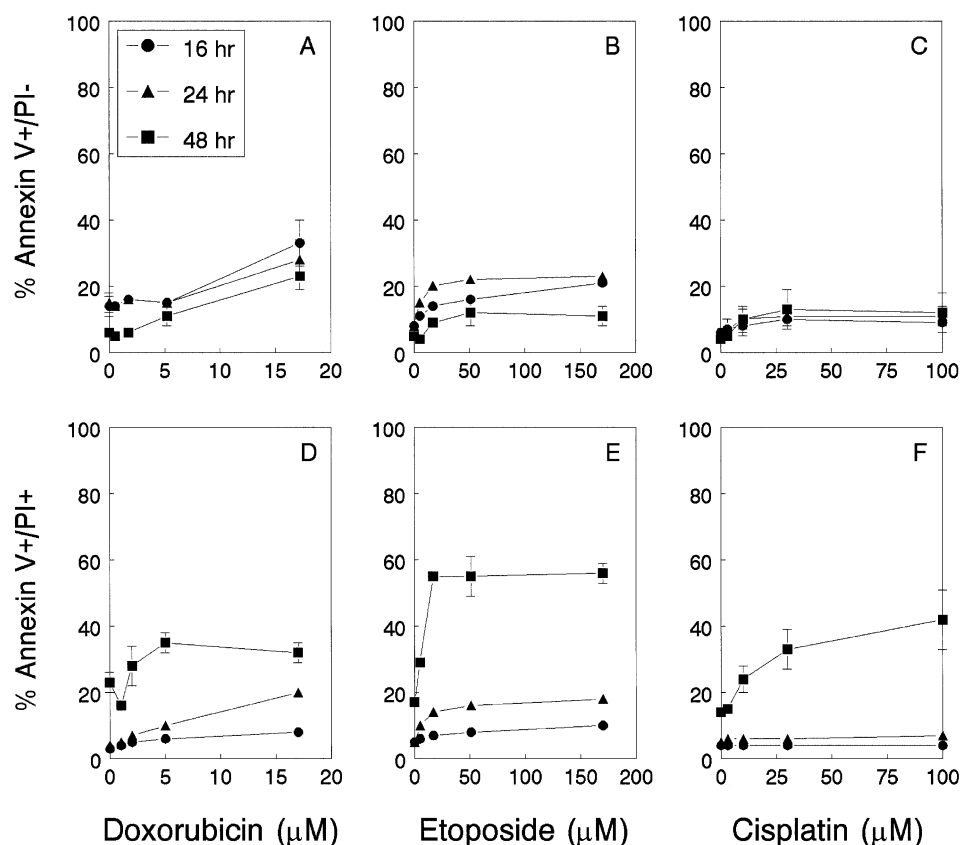 % Annexin V+/PI-
100
80
60
40
20
0
A
16 hr
24 hr
48 hr
0 5 10 15 20
100
80
60
40
20
0
B
0 50 100 150 200
100
80
60
40
20
0
C
0 25 50 75 100
% Annexin V+/PI+
100
80
60
40
20
0
D
0 5 10 15 20
Doxorubicin (μM)
100
80
60
40
20
0
E
0 50 100 150 200
Etoposide (μM)
100
80
60
40
20
0
F
0 25 50 75 100
Cisplatin (μM)